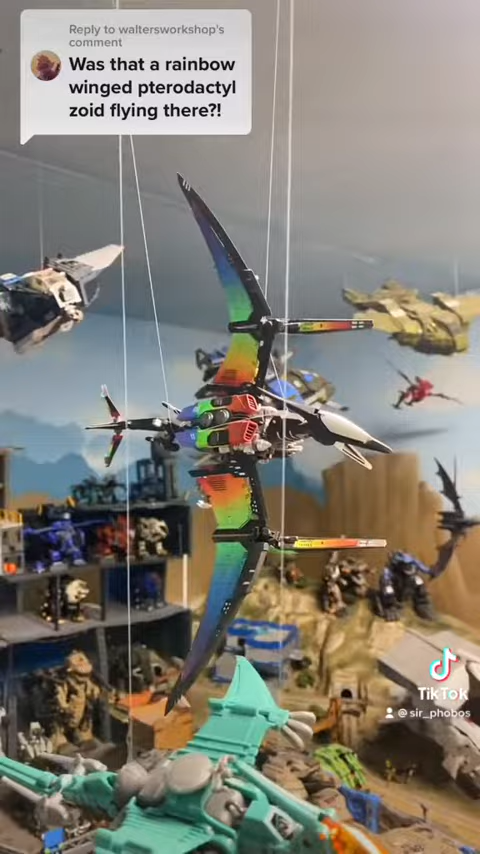 Reply to waltersworkshop's
comment
Was that a rainbow
winged pterodactyl
zoid flying there?!
TikTok
@sir_phobos